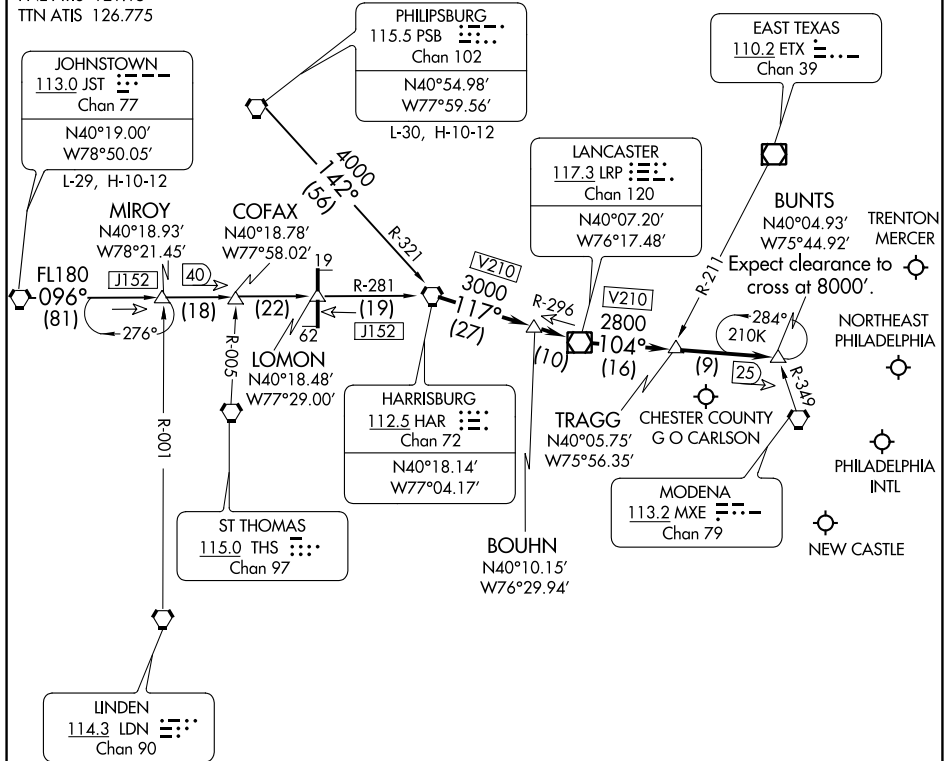 TTN ATIS 126.775
JOHNSTOWN
113.0 JST
Chan 77
N40°19.00′
W78°50.05′
L-29, H-10-12
PHILIPSBURG
115.5 PSB
Chan 102
N40°54.98′
W77°59.56′
L-30, H-10-12
EAST TEXAS
110.2 ETX
Chan 39
LANCASTER
117.3 LRP
Chan 120
N40°07.20′
W76°17.48′
4000
142°
(56)
R-321
MIROY
N40°18.93′
W78°21.45′
COFAX
N40°18.78′
W77°58.02′
BUNTS
N40°04.93′
W75°44.92′
Expect clearance to
cross at 8000′.
TRENTON
MERCER
FL180
096°
(81)
276°
J152
(18)
40
(22)
19
62
R-281
(19)
J152
V210
3000
117°
(27)
R-296
(10)
V210
2800
104°
(16)
R-211
(9)
284°
210K
25
R-349
NORTHEAST
PHILADELPHIA
LOMON
N40°18.48′
W77°29.00′
R-005
R-001
HARRISBURG
112.5 HAR
Chan 72
N40°18.14′
W77°04.17′
TRAGG
N40°05.75′
W75°56.35′
CHESTER COUNTY
G O CARLSON
PHILADELPHIA
INTL
MODENA
113.2 MXE
Chan 79
NEW CASTLE
ST THOMAS
115.0 THS
Chan 97
BOUHN
N40°10.15′
W76°29.94′
LINDEN
114.3 LDN
Chan 90